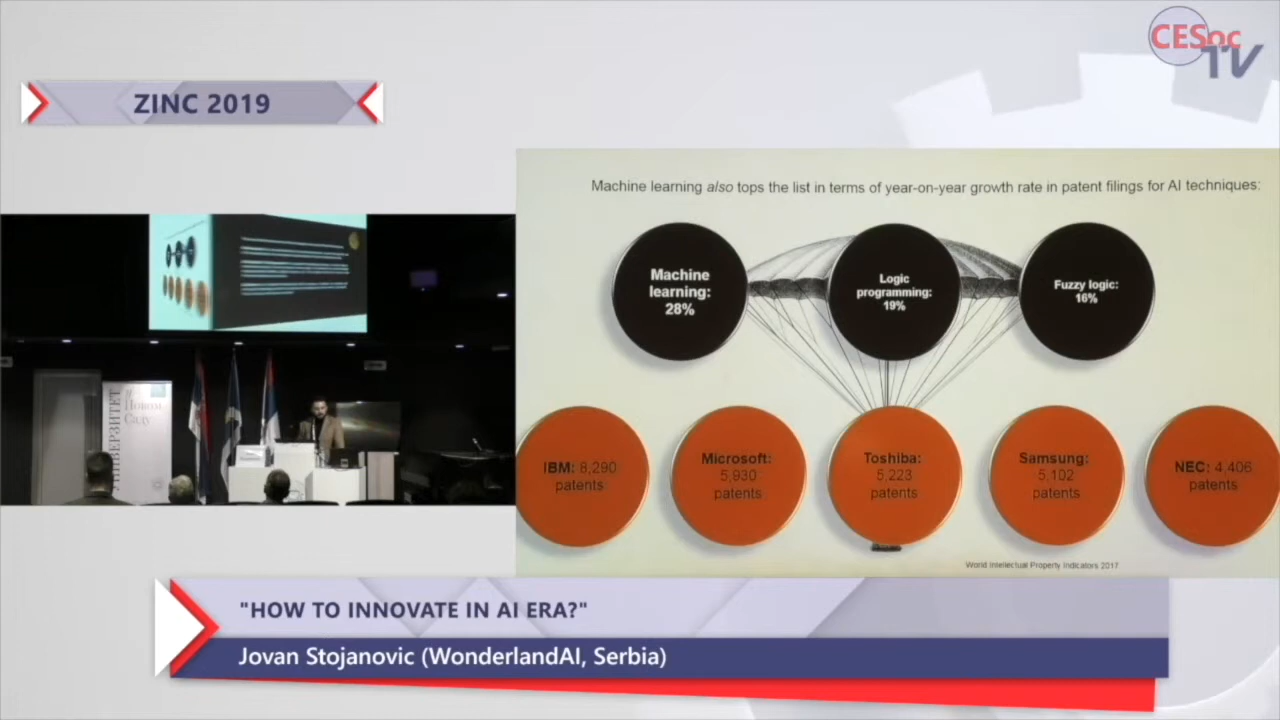 CESoc
TV
ZINC 2019
Machine learning also tops the list in terms of year-on-year growth rate in patent filings for AI techniques:
Machine
learning:
28%
Logic
programming:
19%
Fuzzy logic:
16%
IBM: 8,290
patents
Microsoft:
5,930
patents
Toshiba:
5,223
patents
Samsung:
5,102
patents
NEC: 4,406
patents
World Intellectual Property Indicators 2017
УНИВЕРЗИТЕТ
У
Новом
Саду
"HOW TO INNOVATE IN AI ERA?"
Jovan Stojanovic (WonderlandAI, Serbia)